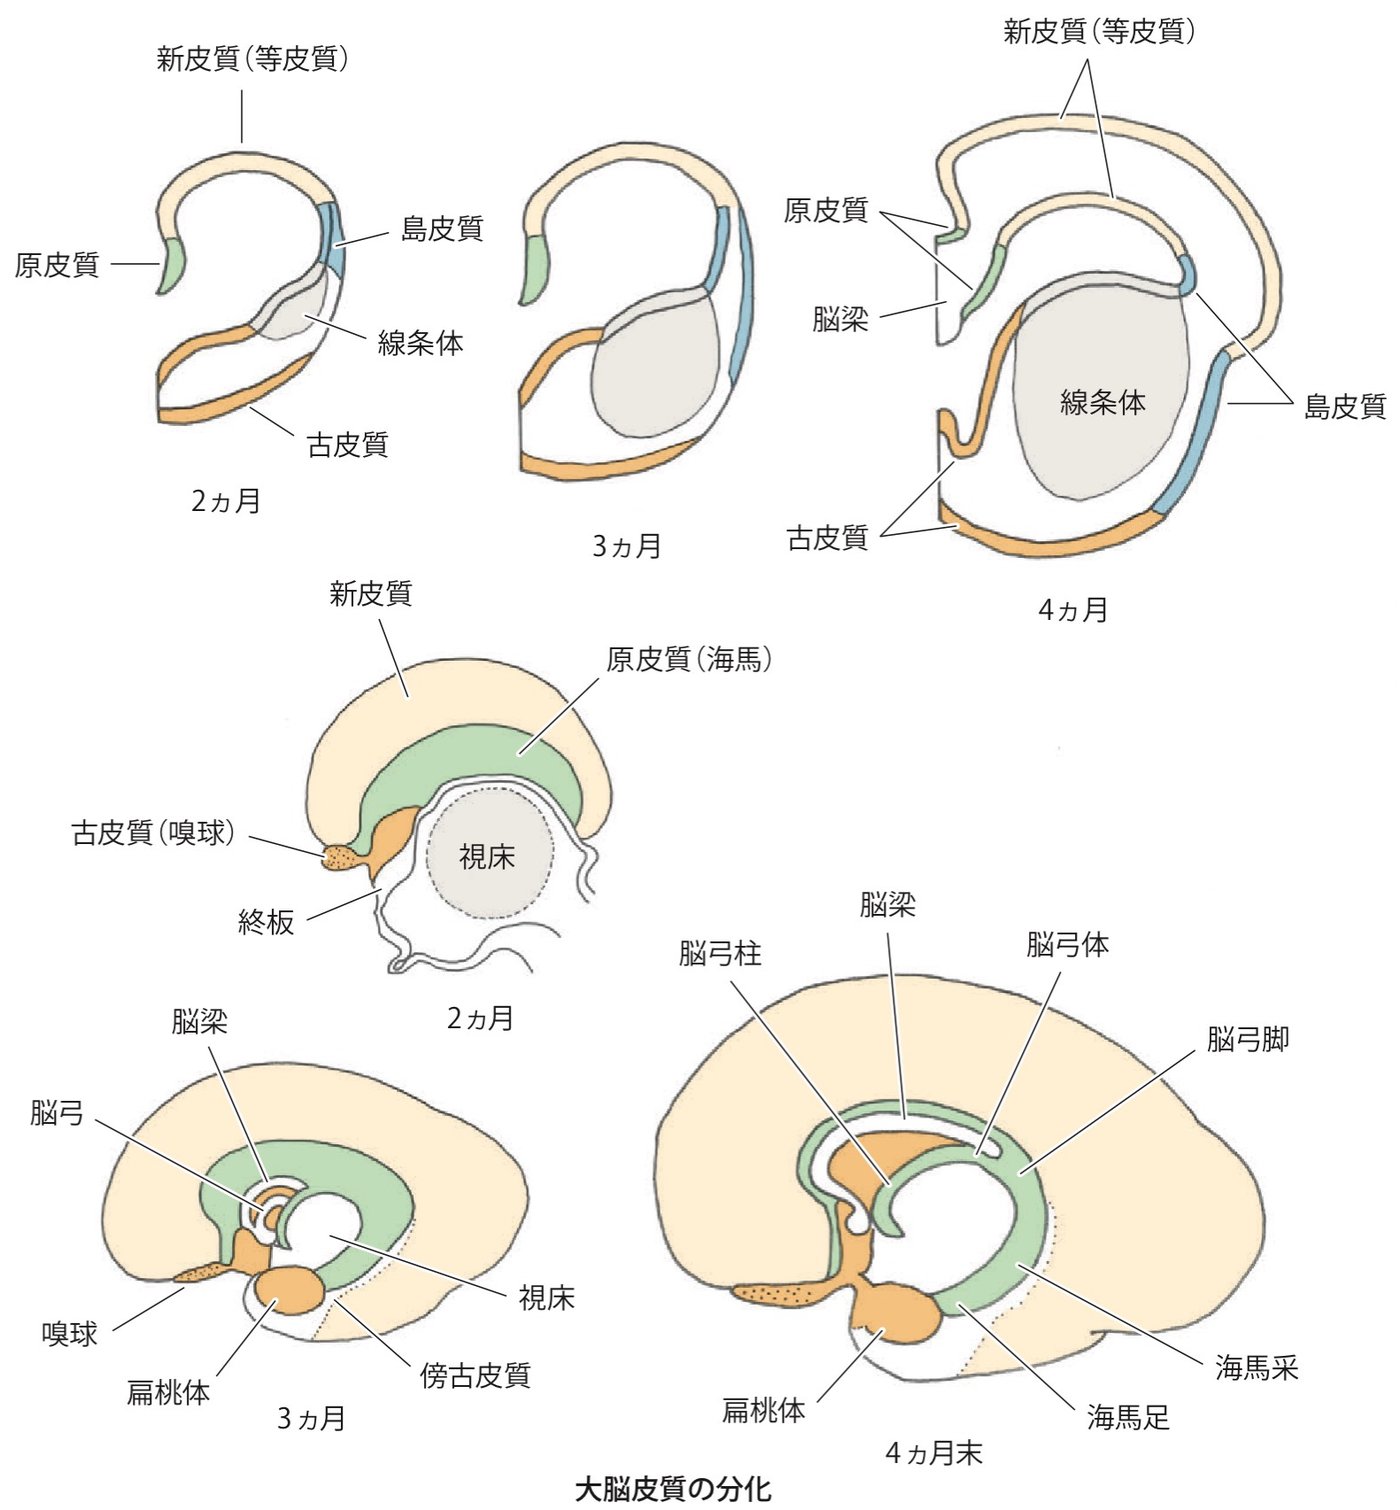 新皮質（等皮質）
原皮質
島皮質
線条体
古皮質
2ヵ月
3ヵ月
新皮質（等皮質）
原皮質
脳梁
線条体
島皮質
古皮質
4ヵ月
新皮質
原皮質（海馬）
古皮質（嗅球）
視床
終板
2ヵ月
脳梁
脳弓
視床
嗅球
扁桃体
傍古皮質
3ヵ月
脳梁
脳弓柱
脳弓体
脳弓脚
海馬采
海馬足
扁桃体
4ヵ月末
大脳皮質の分化